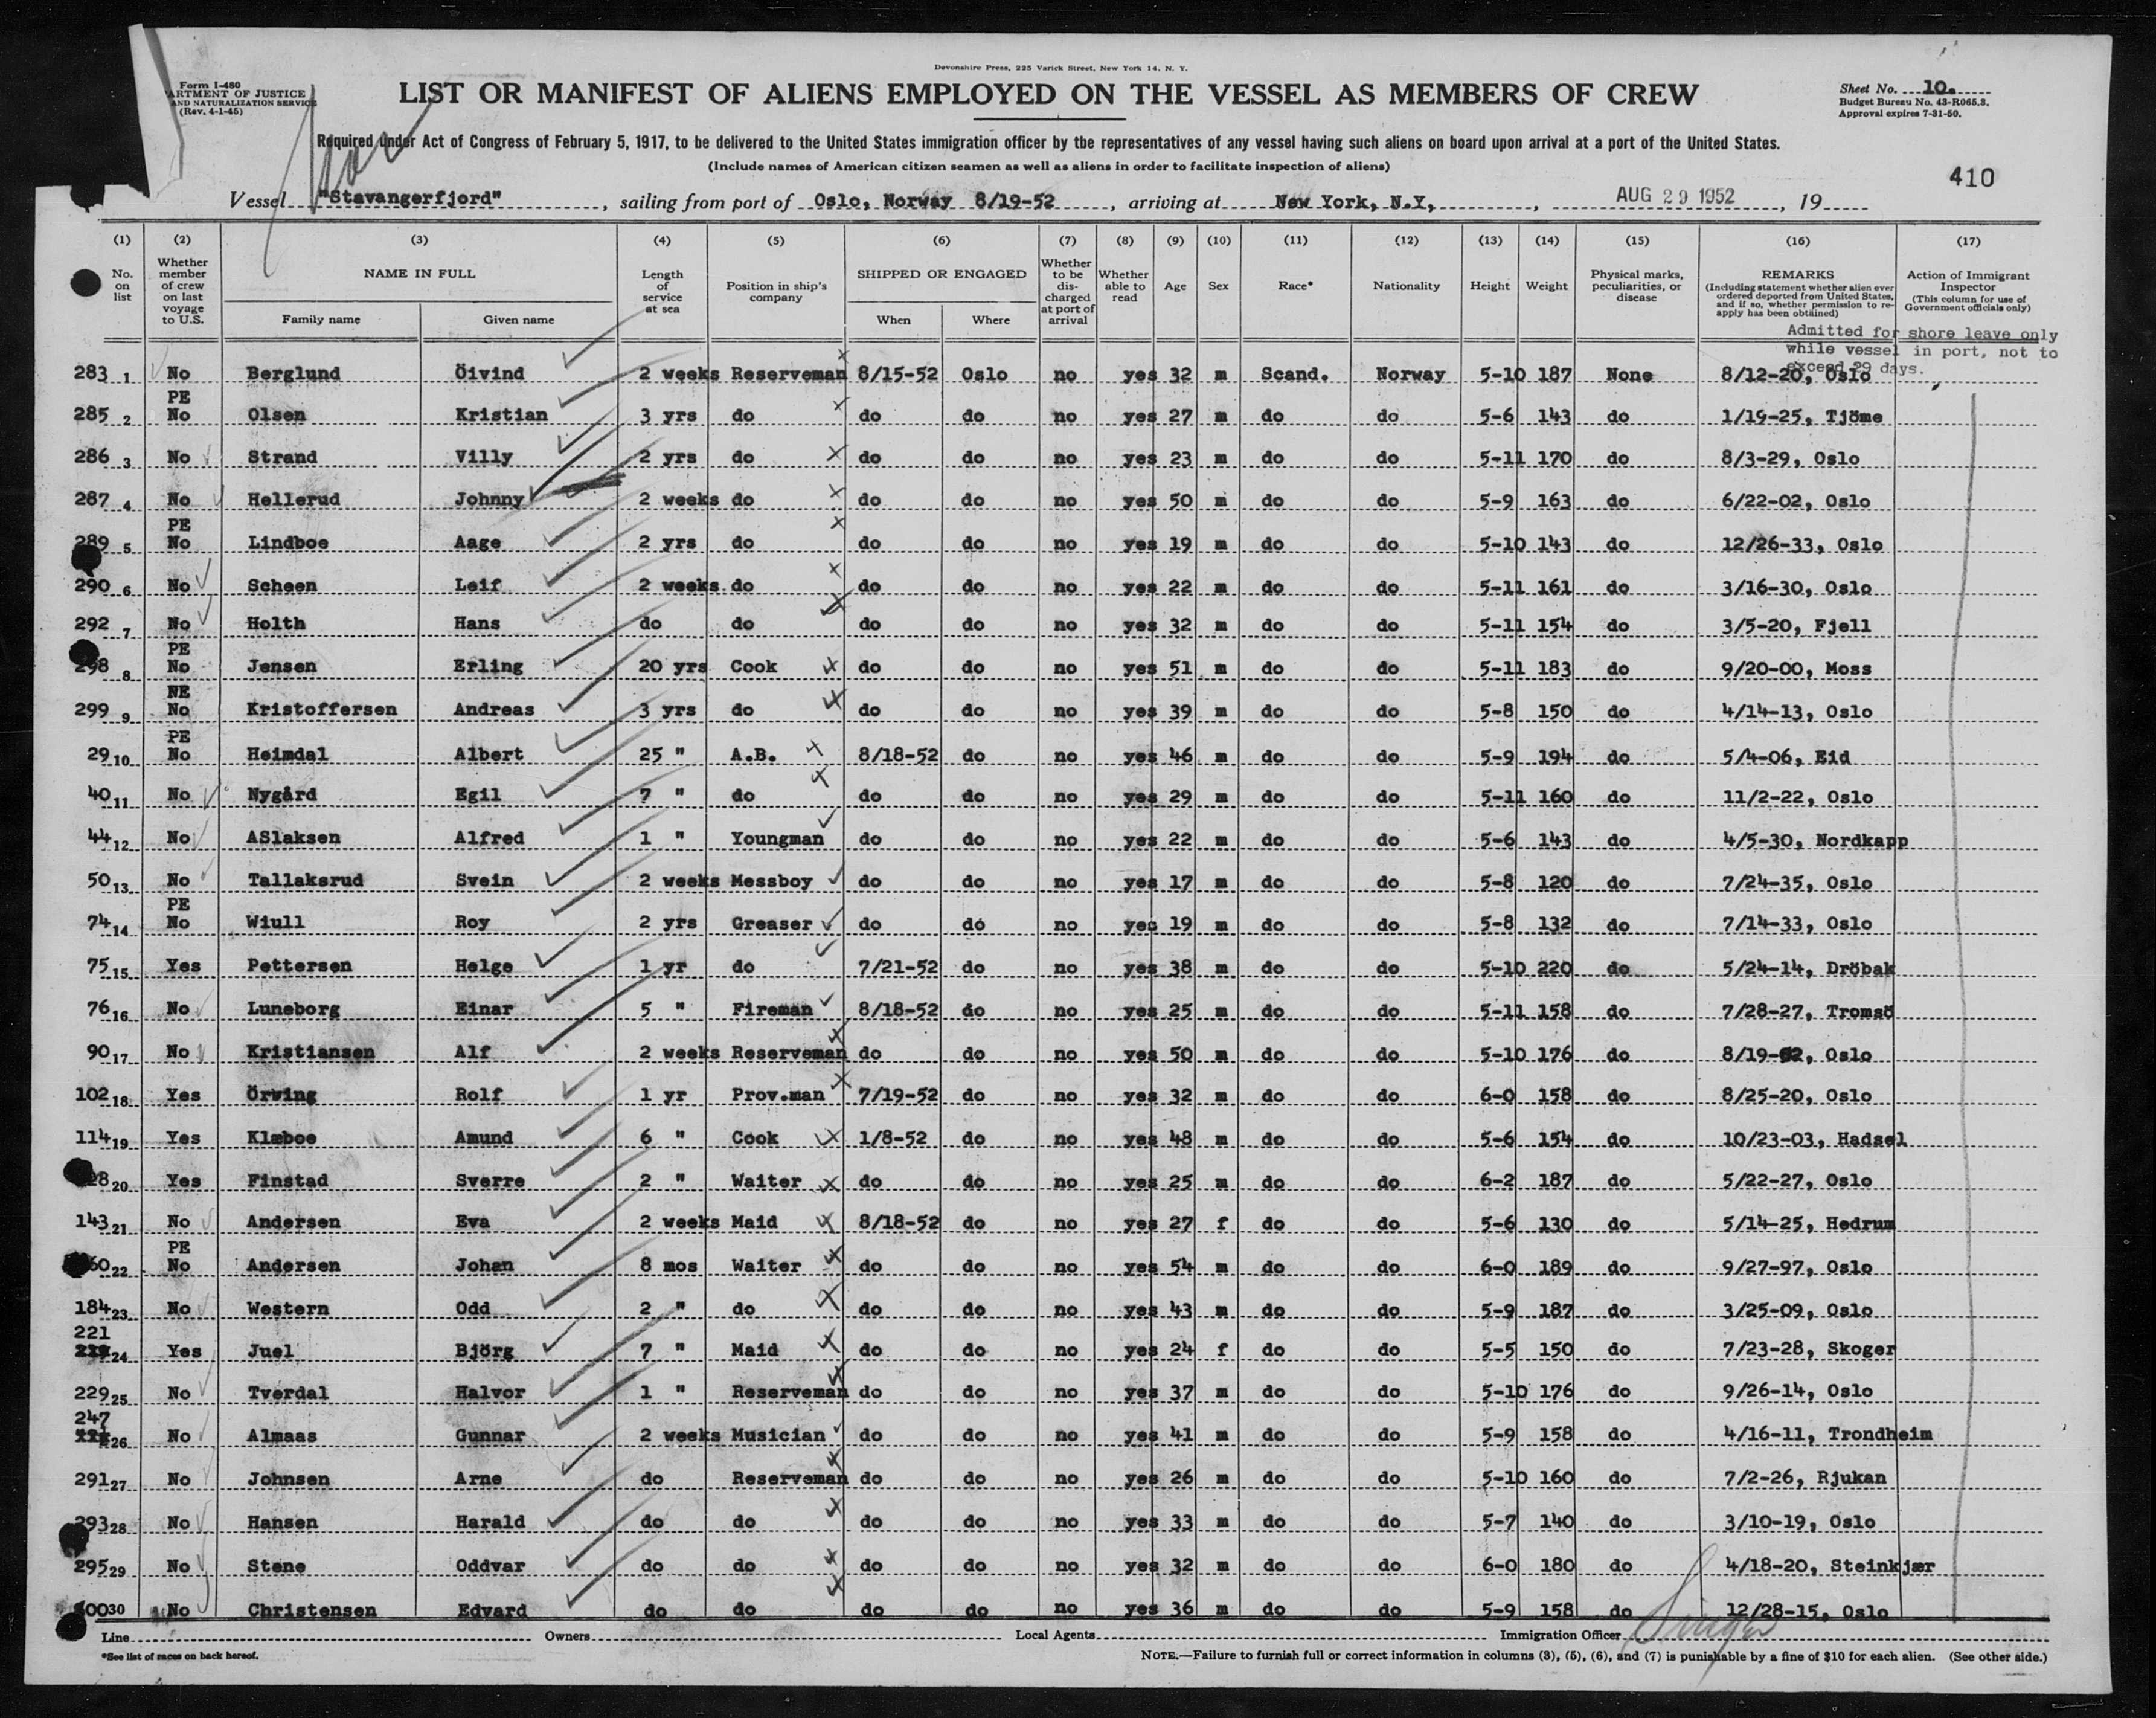 Devonshire Press, 225 Varick Street, New York 14, N. Y.
Form I-480
ARTMENT OF JUSTICE
AND NATURALIZATION SERVICE
(Rev. 4-1-45)
LIST OR MANIFEST OF ALIENS EMPLOYED ON THE VESSEL AS MEMBERS OF CREW
Sheet No. 10.
Budget Bureau No. 43-R065.3.
Approval expires 7-31-50.
Required under Act of Congress of February 5, 1917, to be delivered to the United States immigration officer by the representatives of any vessel having such aliens on board upon arrival at a port of the United States.
(Include names of American citizen seamen as well as aliens in order to facilitate inspection of aliens)
410
Vessel "Stavangerfjord", sailing from port of Oslo, Norway 8/19-52, arriving at New York, N.Y, , AUG 29 1952, 19
(1) (2) (3) (4) (5) (6) (7) (8) (9) (10) (11) (12) (13) (14) (15) (16) (17)
No. on list
Whether member of crew on last voyage to U.S.
NAME IN FULL
Family name Given name
Length of service at sea
Position in ship's company
SHIPPED OR ENGAGED
When Where
Whether to be discharged at port of arrival
Whether able to read
Age
Sex
Race*
Nationality
Height
Weight
Physical marks, peculiarities, or disease
REMARKS
(Including statement whether alien ever ordered deported from United States, and if so, whether permission to reapply has been obtained)
Action of Immigrant Inspector
(This column for use of Government officials only)
Admitted for shore leave only
while vessel in port, not to
exceed 29 days.
283 1 No Berglund Öivind 2 weeks Reserveman 8/15-52 Oslo no yes 32 m Scand. Norway 5-10 187 None 8/12-20, Oslo
PE
285 2 No Olsen Kristian 3 yrs do do do no yes 27 m do do 5-6 143 do 1/19-25, Tjöme
286 3 No Strand Villy 2 yrs do do do no yes 23 m do do 5-11 170 do 8/3-29, Oslo
287 4 No Hellerud Johnny 2 weeks do do do no yes 50 m do do 5-9 163 do 6/22-02, Oslo
PE
289 5 No Lindboe Aage 2 yrs do do do no yes 19 m do do 5-10 143 do 12/26-33, Oslo
290 6 No Scheen Leif 2 weeks do do do no yes 22 m do do 5-11 161 do 3/16-30, Oslo
292 7 No Holth Hans do do do do no yes 32 m do do 5-11 154 do 3/5-20, Fjell
PE
298 8 No Jensen Erling 20 yrs Cook do do no yes 51 m do do 5-11 183 do 9/20-00, Moss
NE
299 9 No Kristoffersen Andreas 3 yrs do do do no yes 39 m do do 5-8 150 do 4/14-13, Oslo
PE
29 10 No Heimdal Albert 25 " A.B. 8/18-52 do no yes 46 m do do 5-9 194 do 5/4-06, Eid
40 11 No Nygård Egil 7 " do do do no yes 29 m do do 5-11 160 do 11/2-22, Oslo
44 12 No ASlaksen Alfred 1 " Youngman do do no yes 22 m do do 5-6 143 do 4/5-30, Nordkapp
50 13 No Tallaksrud Svein 2 weeks Messboy do do no yes 17 m do do 5-8 120 do 7/24-35, Oslo
PE
74 14 No Wiull Roy 2 yrs Greaser do do no yes 19 m do do 5-8 132 do 7/14-33, Oslo
75 15 Yes Pettersen Helge 1 yr do 7/21-52 do no yes 38 m do do 5-10 220 do 5/24-14, Dröbak
76 16 No Luneborg Einar 5 " Fireman 8/18-52 do no yes 25 m do do 5-11 158 do 7/28-27, Tromsö
90 17 No Kristiansen Alf 2 weeks Reserveman do do no yes 50 m do do 5-10 176 do 8/19-02, Oslo
102 18 Yes Örwing Rolf 1 yr Prov.man 7/19-52 do no yes 32 m do do 6-0 158 do 8/25-20, Oslo
114 19 Yes Klæboe Amund 6 " Cook 1/8-52 do no yes 48 m do do 5-6 154 do 10/23-03, Hadsel
28 20 Yes Finstad Sverre 2 " Waiter do do no yes 25 m do do 6-2 187 do 5/22-27, Oslo
143 21 No Andersen Eva 2 weeks Maid 8/18-52 do no yes 27 f do do 5-6 130 do 5/14-25, Hedrum
PE
60 22 No Andersen Johan 8 mos Waiter do do no yes 54 m do do 6-0 189 do 9/27-97, Oslo
184 23 No Western Odd 2 " do do do no yes 43 m do do 5-9 187 do 3/25-09, Oslo
221
24 Yes Juel Björg 7 " Maid do do no yes 24 f do do 5-5 150 do 7/23-28, Skoger
229 25 No Tverdal Halvor 1 " Reserveman do do no yes 37 m do do 5-10 176 do 9/26-14, Oslo
247
26 No Almaas Gunnar 2 weeks Musician do do no yes 41 m do do 5-9 158 do 4/16-11, Trondheim
291 27 No Johnsen Arne do Reserveman do do no yes 26 m do do 5-10 160 do 7/2-26, Rjukan
293 28 No Hansen Harald do do do do no yes 33 m do do 5-7 140 do 3/10-19, Oslo
295 29 No Stene Oddvar do do do do no yes 32 m do do 6-0 180 do 4/18-20, Steinkjær
00 30 No Christensen Edvard do do do do no yes 36 m do do 5-9 158 do 12/28-15, Oslo
Line Owners Local Agents Immigration Officer Singer
*See list of races on back hereof.
NOTE.—Failure to furnish full or correct information in columns (3), (5), (6), and (7) is punishable by a fine of $10 for each alien. (See other side.)